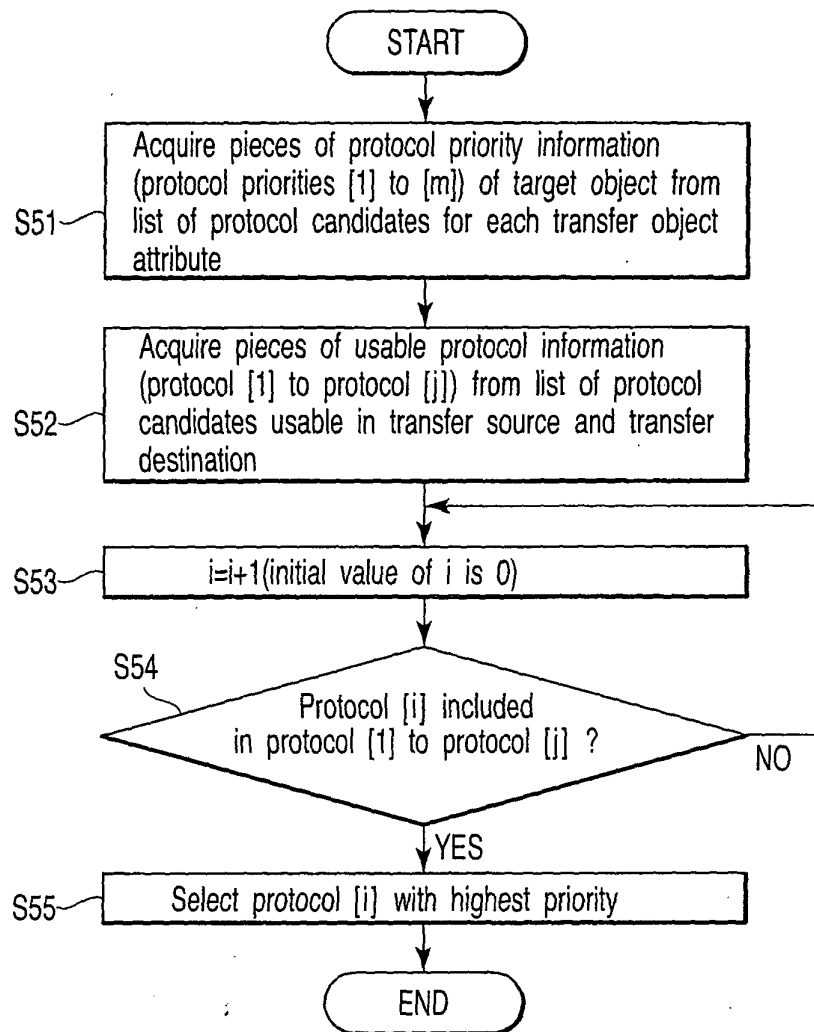 START
Acquire pieces of protocol priority information
(protocol priorities [1] to [m]) of target object from
list of protocol candidates for each transfer object
attribute
S51
Acquire pieces of usable protocol information
(protocol [1] to protocol [j]) from list of protocol
candidates usable in transfer source and transfer
destination
S52
i=i+1(initial value of i is 0)
S53
S54
Protocol [i] included
in protocol [1] to protocol [j] ?
NO
YES
Select protocol [i] with highest priority
S55
END